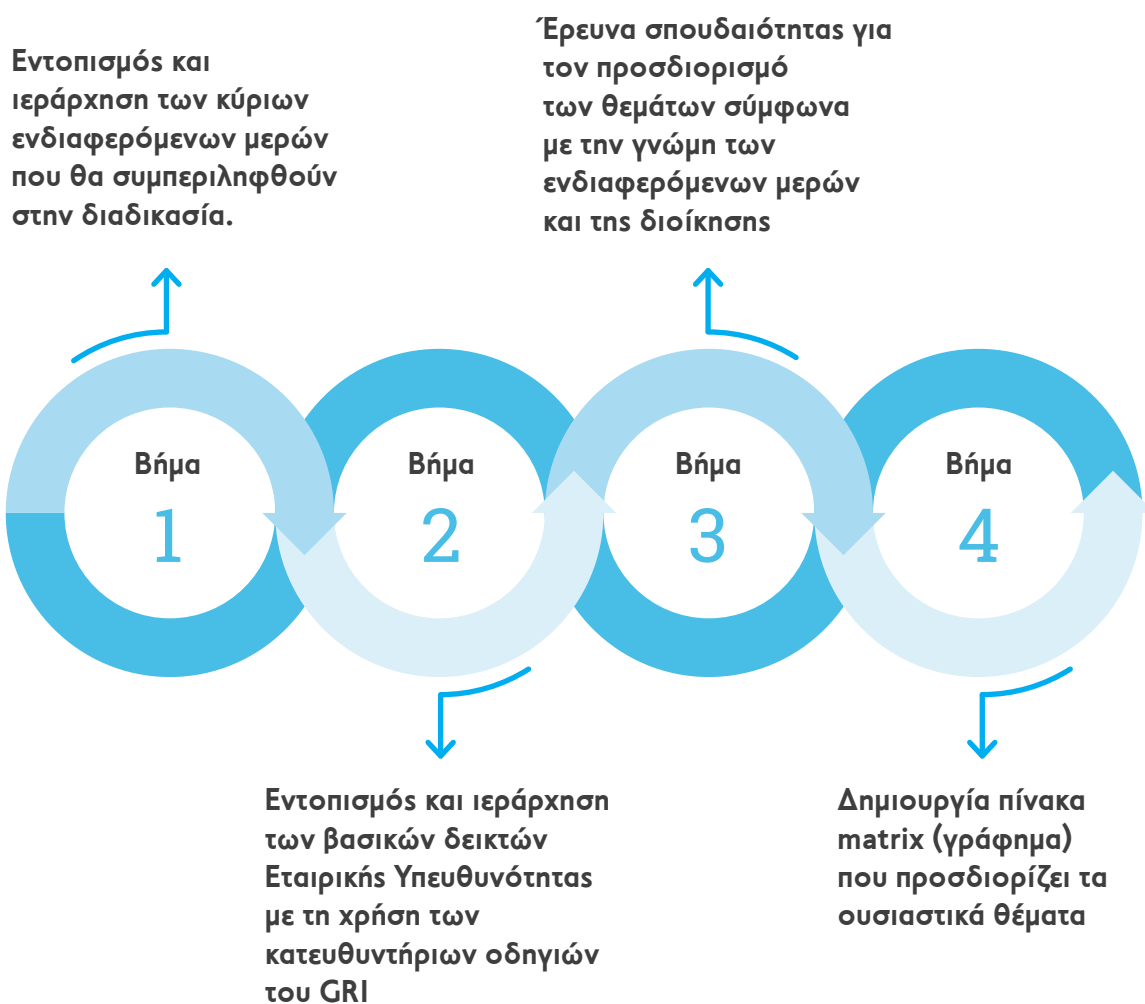 Εντοπισμός και
ιεράρχηση των κύριων
ενδιαφερόμενων μερών
που θα συμπεριληφθούν
στην διαδικασία.
Έρευνα σπουδαιότητας για
τον προσδιορισμό
των θεμάτων σύμφωνα
με την γνώμη των
ενδιαφερόμενων μερών
και της διοίκησης
Βήμα
1
Βήμα
2
Βήμα
3
Βήμα
4
Εντοπισμός και ιεράρχηση
των βασικών δεικτών
Εταιρικής Υπευθυνότητας
με τη χρήση των
κατευθυντήριων οδηγιών
του GRI
Δημιουργία πίνακα
matrix (γράφημα)
που προσδιορίζει τα
ουσιαστικά θέματα